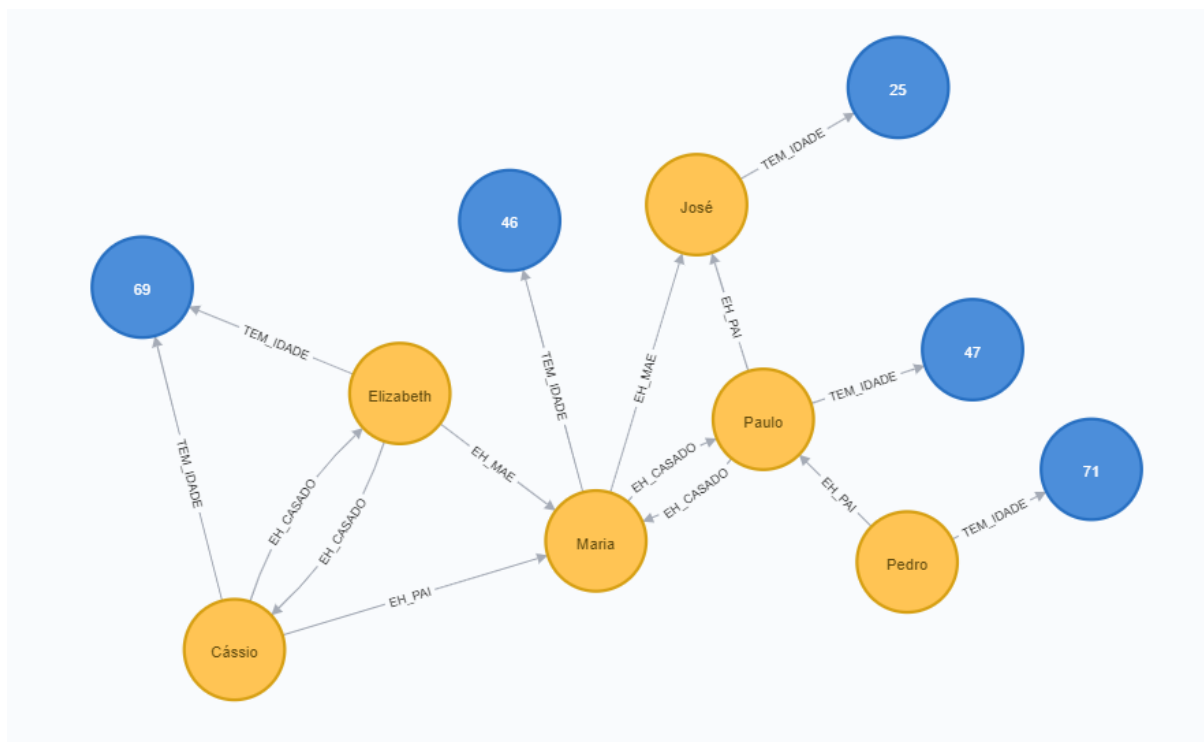 25
TEM_IDADE
José
46
69
EH_PAI
TEM_IDADE
47
EH_MAE
TEM_IDADE
TEM_IDADE
Elizabeth
Paulo
TEM_IDADE
EH_MAE
EH_CASADO
EH_CASADO
71
EH_PAI
TEM_IDADE
EH_CASADO
EH_CASADO
TEM_IDADE
Maria
Pedro
EH_PAI
Cássio